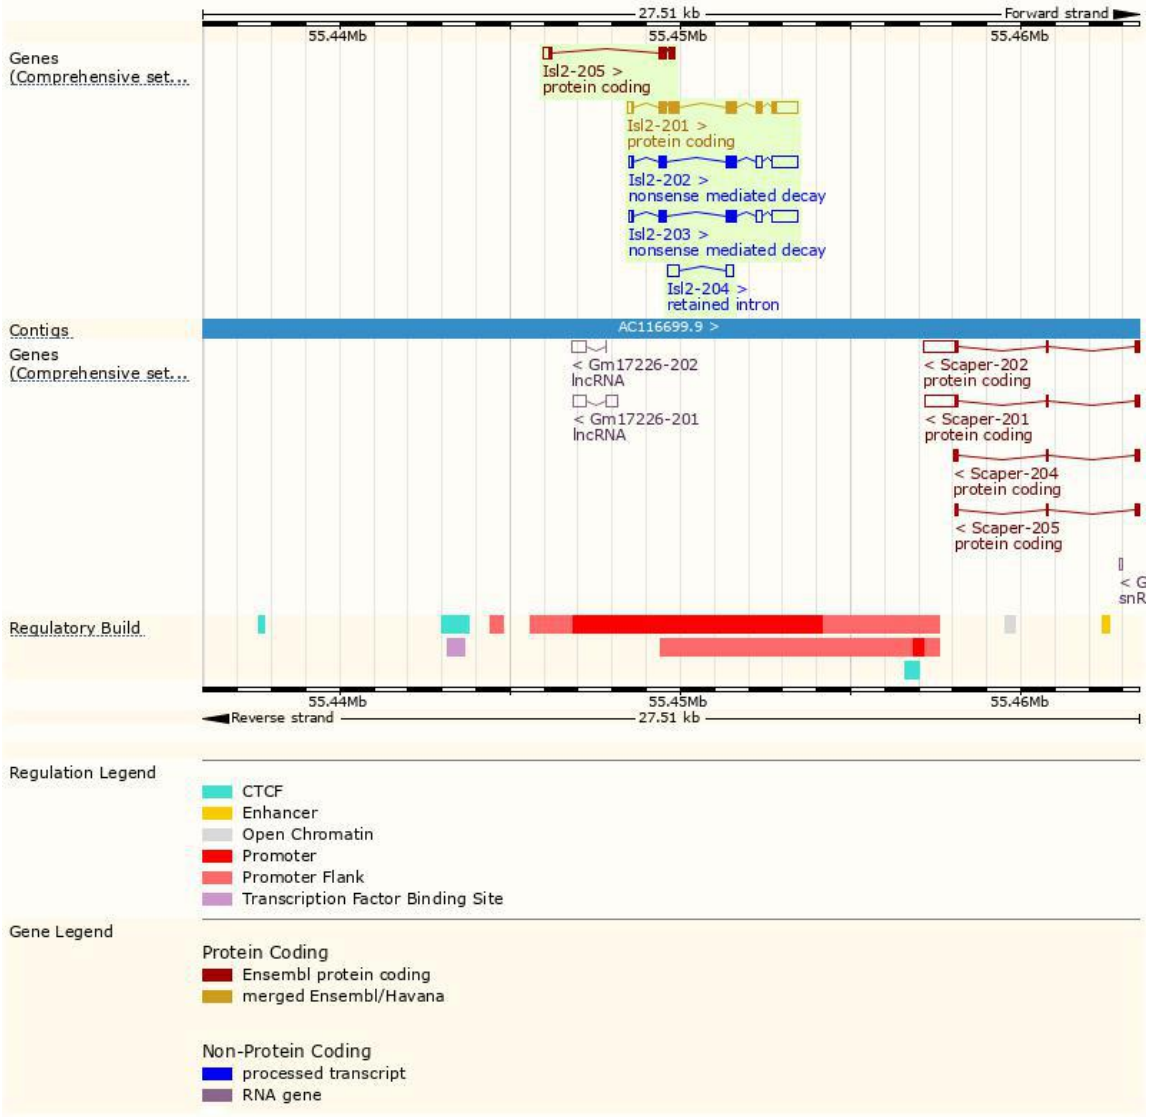 27.51 kb Forward strand
55.44Mb 55.45Mb 55.46Mb
Genes
(Comprehensive set...
Isl2-205 >
protein coding
Isl2-201 >
protein coding
Isl2-202 >
nonsense mediated decay
Isl2-203 >
nonsense mediated decay
Isl2-204 >
retained intron
Contigs
AC116699.9 >
Genes
(Comprehensive set...
< Gm17226-202
lncRNA
< Scaper-202
protein coding
< Gm17226-201
lncRNA
< Scaper-201
protein coding
< Scaper-204
protein coding
< Scaper-205
protein coding
< G
snR
Regulatory Build
55.44Mb 55.45Mb 55.46Mb
Reverse strand 27.51 kb
Regulation Legend
CTCF
Enhancer
Open Chromatin
Promoter
Promoter Flank
Transcription Factor Binding Site
Gene Legend
Protein Coding
Ensembl protein coding
merged Ensembl/Havana
Non-Protein Coding
processed transcript
RNA gene